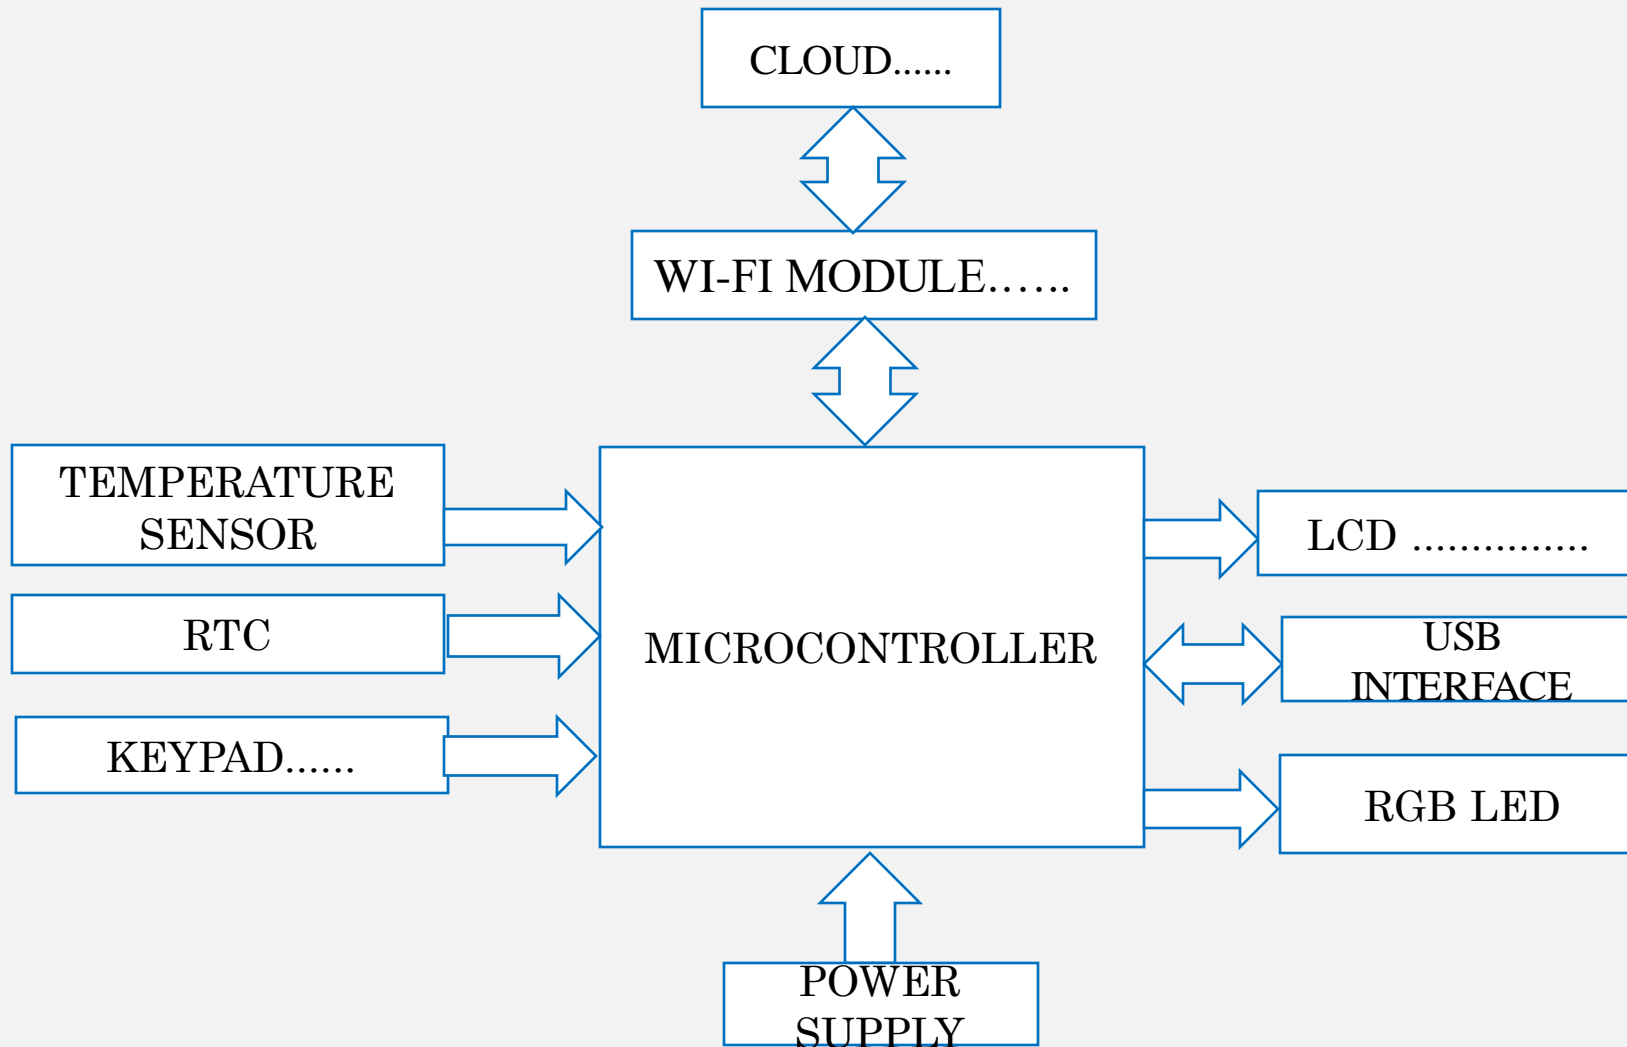 CLOUD......
WI-FI MODULE…...
TEMPERATURE
SENSOR
RTC
KEYPAD......
MICROCONTROLLER
LCD ...............
USB
INTERFACE
RGB LED
POWER
SUPPLY